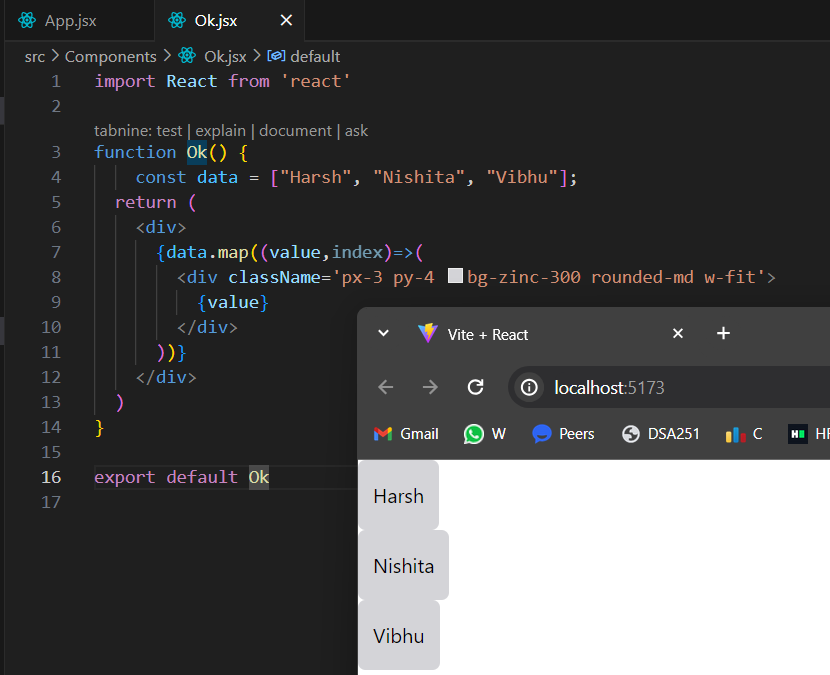 App.jsx
Ok.jsx
src > Components > Ok.jsx > default
1 import React from 'react'
2
tabnine: test | explain | document | ask
3 function Ok() {
4 const data = ["Harsh", "Nishita", "Vibhu"];
5 return (
6 <div>
7 {data.map((value,index)=>(
8 <div className='px-3 py-4 bg-zinc-300 rounded-md w-fit'>
9 {value}
10 </div>
11 ))}
12 </div>
13 )
14 }
15
16 export default Ok
17
Vite + React
localhost:5173
Gmail W Peers DSA251 C
Harsh
Nishita
Vibhu